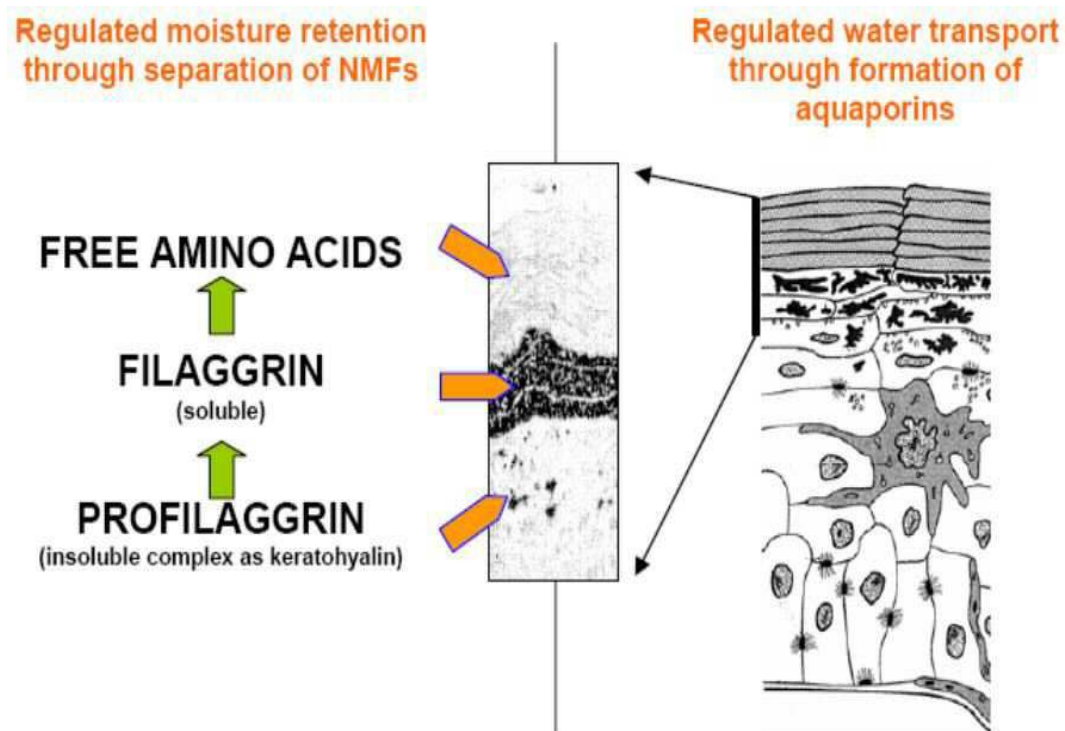 Regulated moisture retention
through separation of NMFs
Regulated water transport
through formation of
aquaporins
FREE AMINO ACIDS
FILAGGRIN
(soluble)
PROFILAGGRIN
(insoluble complex as keratohyalin)